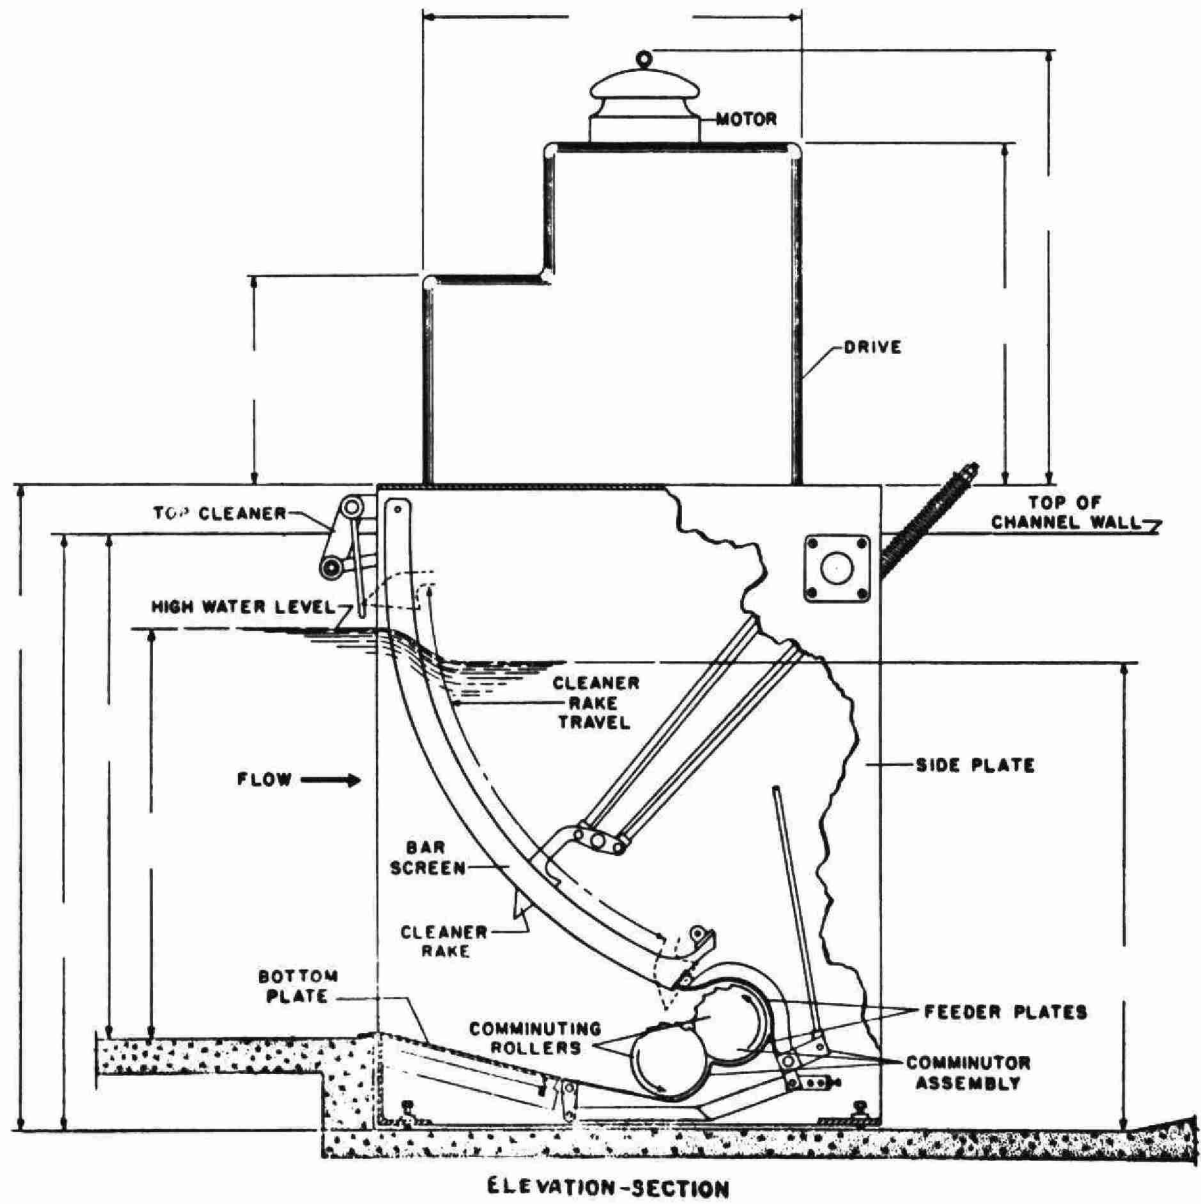 MOTOR
DRIVE
TOP CLEANER
TOP OF
CHANNEL WALL
HIGH WATER LEVEL
CLEANER
RAKE
TRAVEL
FLOW
SIDE PLATE
BAR
SCREEN
CLEANER
RAKE
BOTTOM
PLATE
COMMINUTING
ROLLERS
FEEDER PLATES
COMMINUTOR
ASSEMBLY
ELEVATION-SECTION